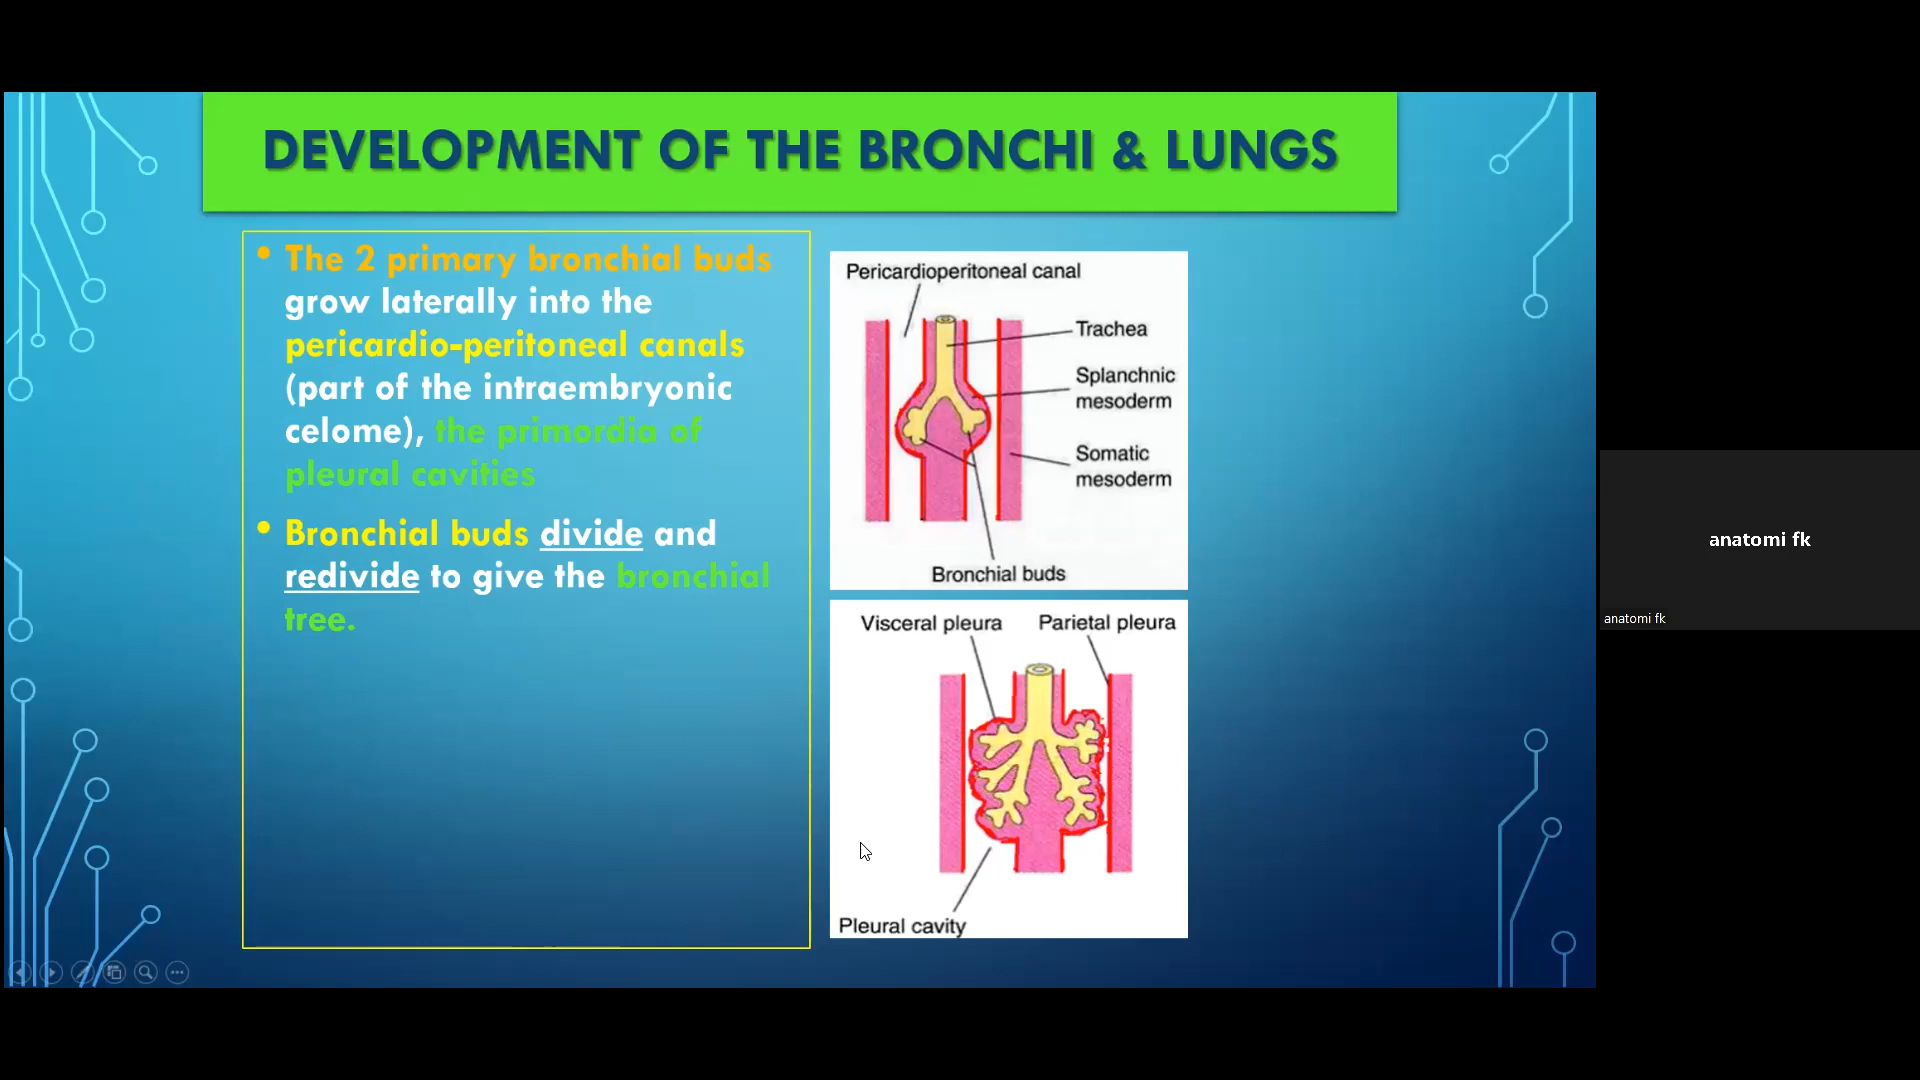 DEVELOPMENT OF THE BRONCHI & LUNGS
• The 2 primary bronchial buds
grow laterally into the
pericardio-peritoneal canals
(part of the intraembryonic
celome), the primordia of
pleural cavities
• Bronchial buds divide and
redivide to give the bronchial
tree.
Pericardioperitoneal canal
Trachea
Splanchnic
mesoderm
Somatic
mesoderm
Bronchial buds
Visceral pleura
Parietal pleura
Pleural cavity
anatomi fk
anatomi fk